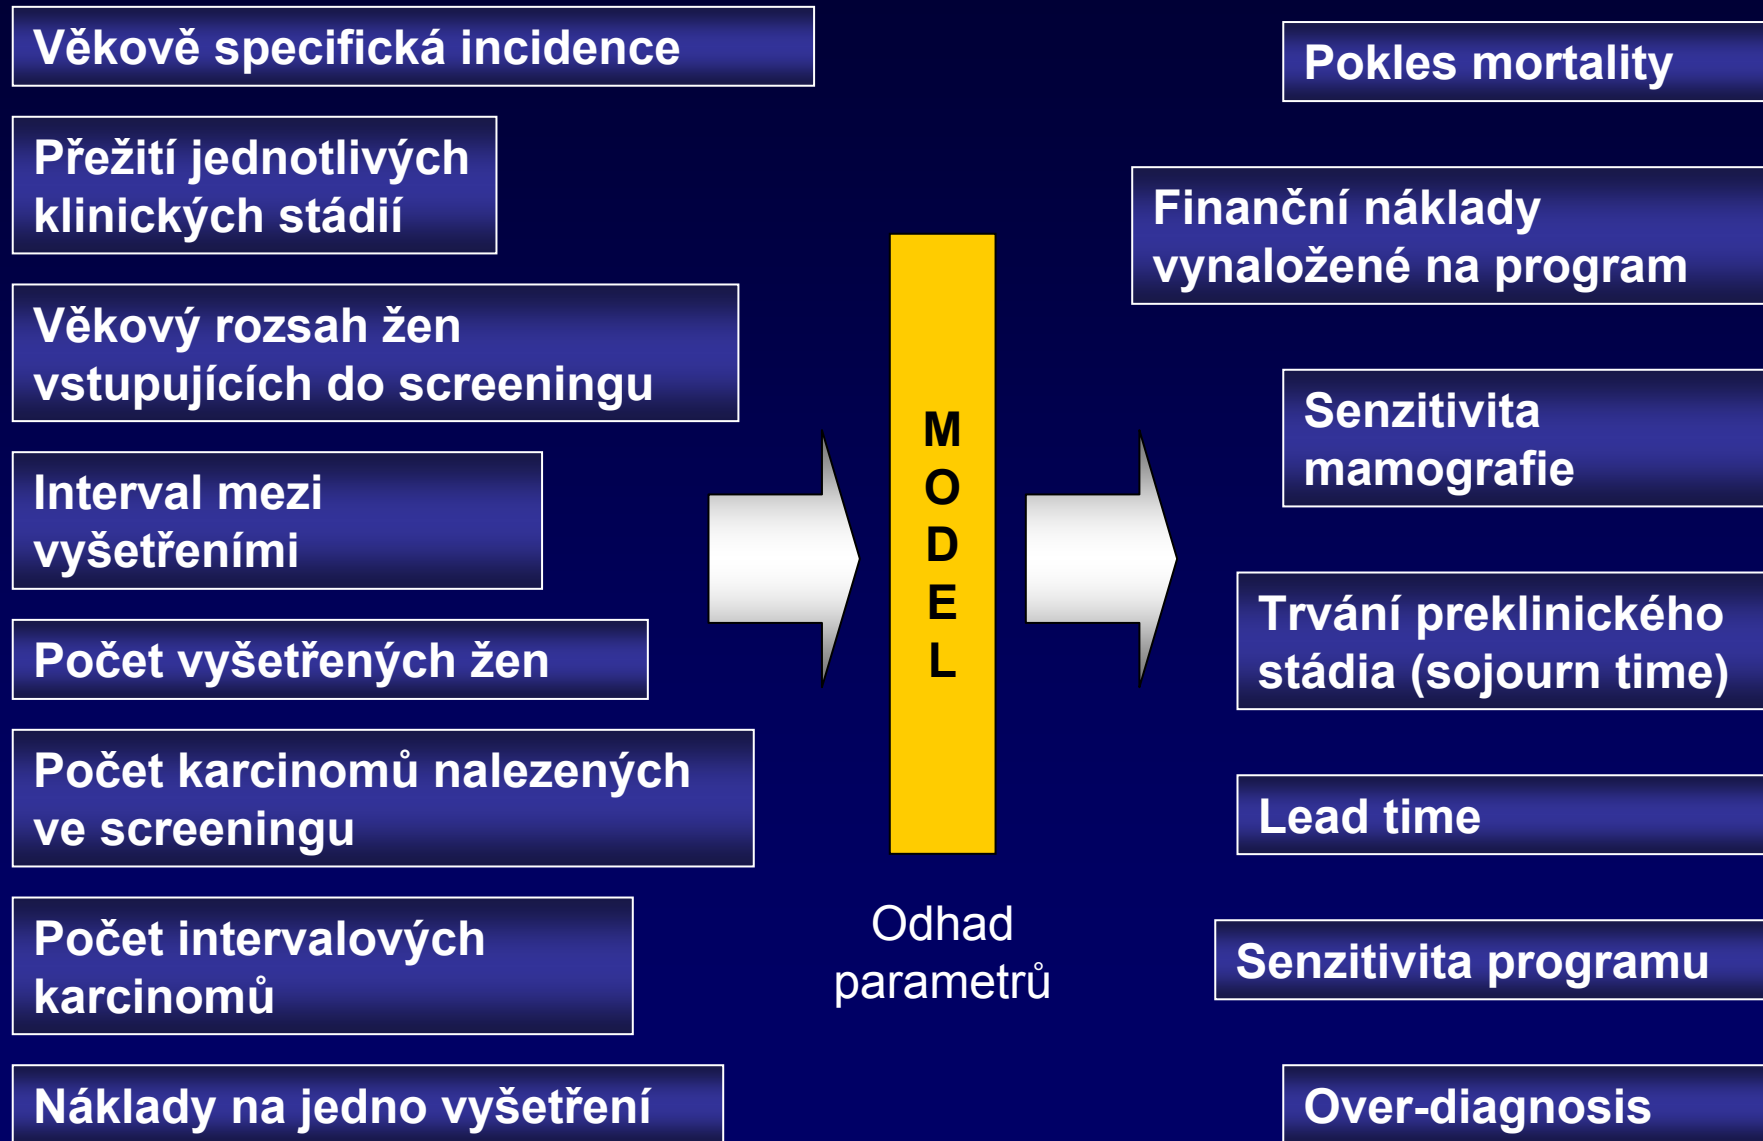 Věkově specifická incidence
Přežití jednotlivých
klinických stádií
Věkový rozsah žen
vstupujících do screeningu
Interval mezi
vyšetřeními
Počet vyšetřených žen
Počet karcinomů nalezených
ve screeningu
Počet intervalových
karcinomů
Náklady na jedno vyšetření
M
O
D
E
L
Odhad
parametrů
Pokles mortality
Finanční náklady
vynaložené na program
Senzitivita
mamografie
Trvání preklinického
stádia (sojourn time)
Lead time
Senzitivita programu
Over-diagnosis